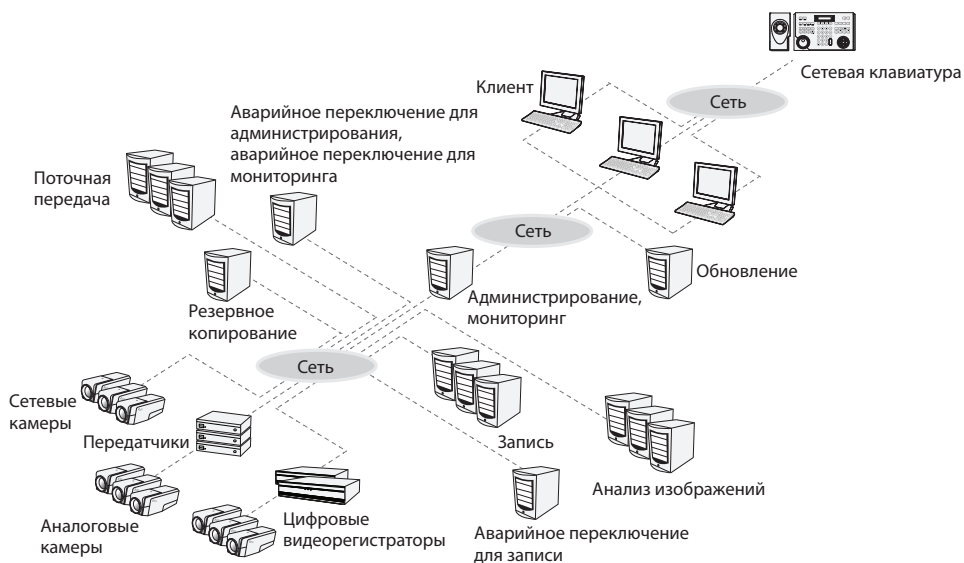 Сетевая клавиатура
Клиент
Сеть
Аварийное переключение для
администрирования,
аварийное переключение для
мониторинга
Поточная
передача
Сеть
Обновление
Администрирование,
мониторинг
Резервное
копирование
Сеть
Сетевые
камеры
Передатчики
Запись
Анализ изображений
Аналоговые
камеры
Цифровые
видеорегистраторы
Аварийное переключение
для записи